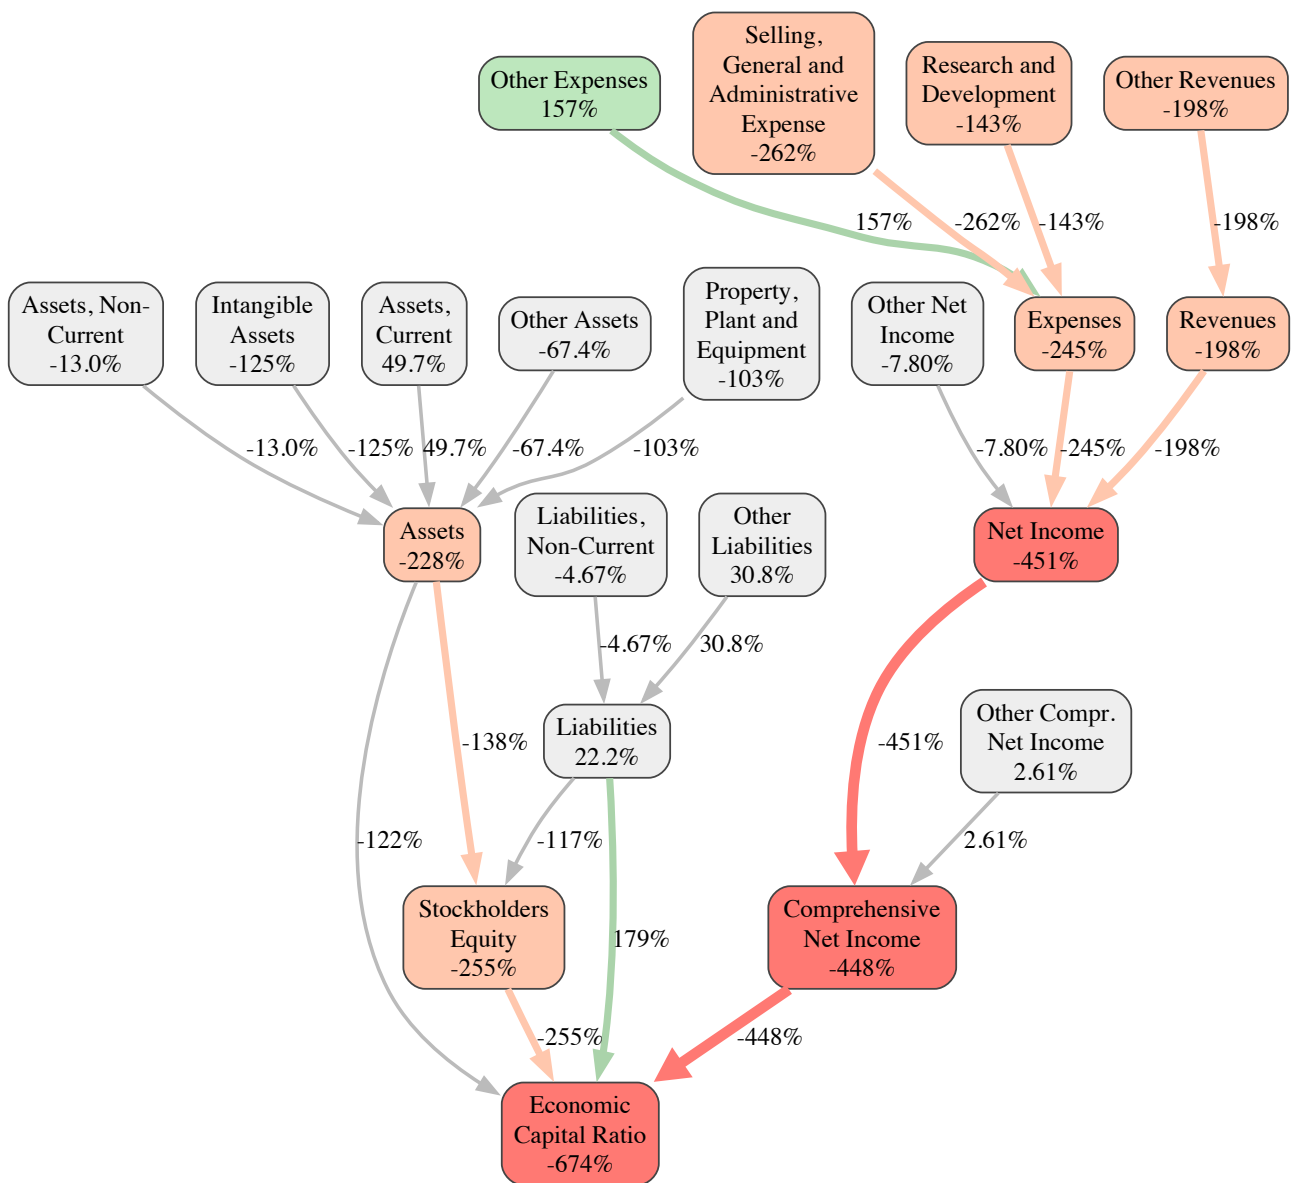 Other Expenses
157%
Selling,
General and
Administrative
Expense
-262%
Research and
Development
-143%
Other Revenues
-198%
157%
-262%
-143%
-198%
Assets, Non-
Current
-13.0%
Intangible
Assets
-125%
Assets,
Current
49.7%
Other Assets
-67.4%
Property,
Plant and
Equipment
-103%
Other Net
Income
-7.80%
Expenses
-245%
Revenues
-198%
-13.0%
-125%
49.7%
-67.4%
-103%
-7.80%
-245%
-198%
Assets
-228%
Liabilities,
Non-Current
-4.67%
Other
Liabilities
30.8%
Net Income
-451%
-4.67%
30.8%
Liabilities
22.2%
Other Compr.
Net Income
2.61%
-138%
-451%
-122%
-117%
2.61%
Stockholders
Equity
-255%
179%
Comprehensive
Net Income
-448%
-255%
-448%
Economic
Capital Ratio
-674%